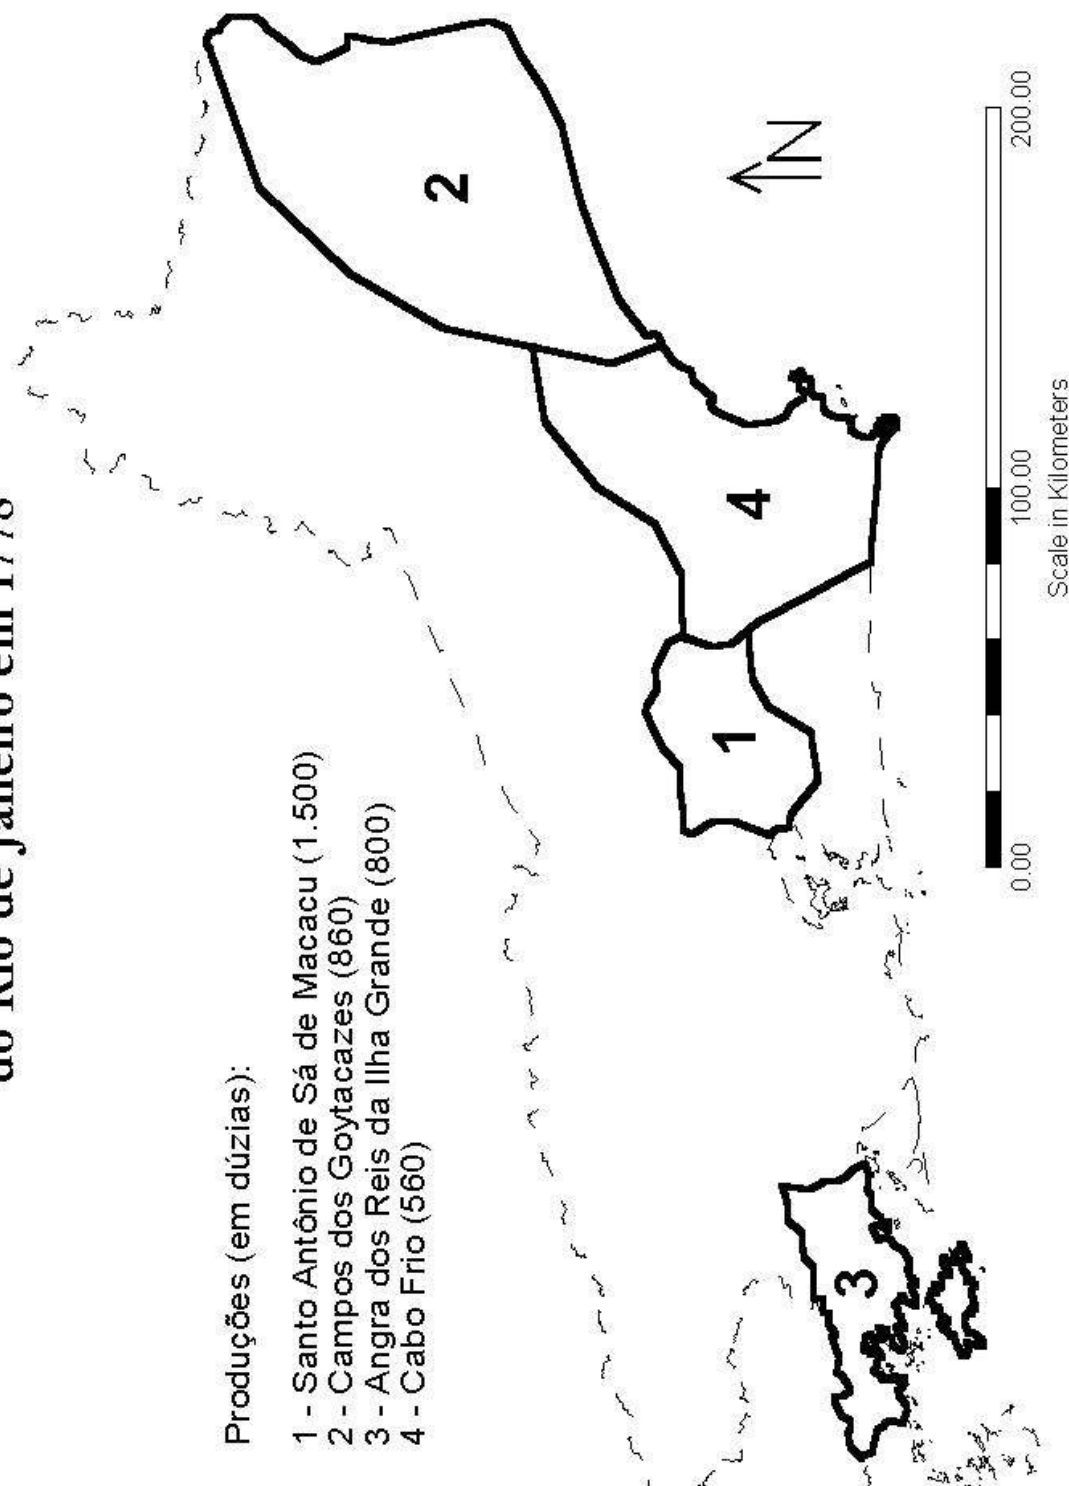 do Rio de Janeiro em 1778
Produções (em dúzias):
1 - Santo Antônio de Sá de Macacu (1.500)
2 - Campos dos Goytacazes (860)
3 - Angra dos Reis da Ilha Grande (800)
4 - Cabo Frio (560)
2
4
1
3
N
0.00 100.00 200.00
Scale in Kilometers